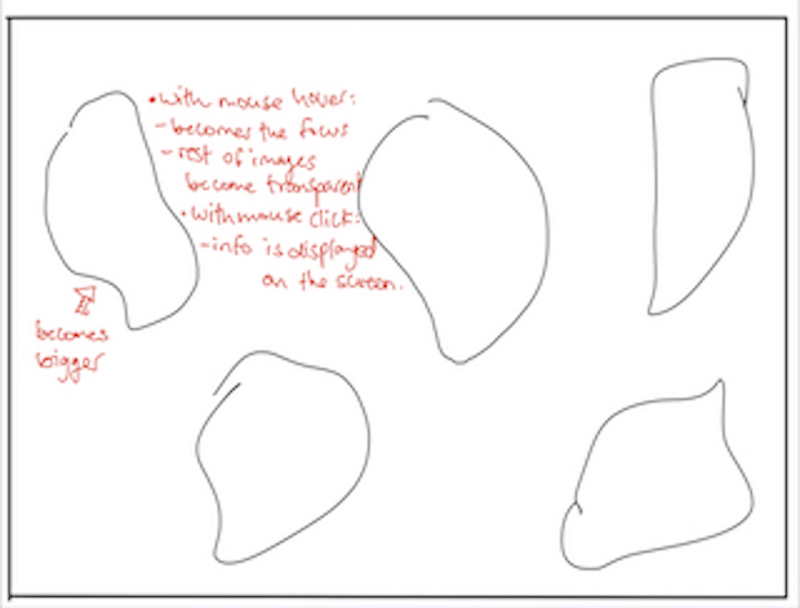 • with mouse hover:
- becomes the focus
- rest of images
become transparent
• with mouse click:
- info is displayed
on the screen.
becomes
bigger